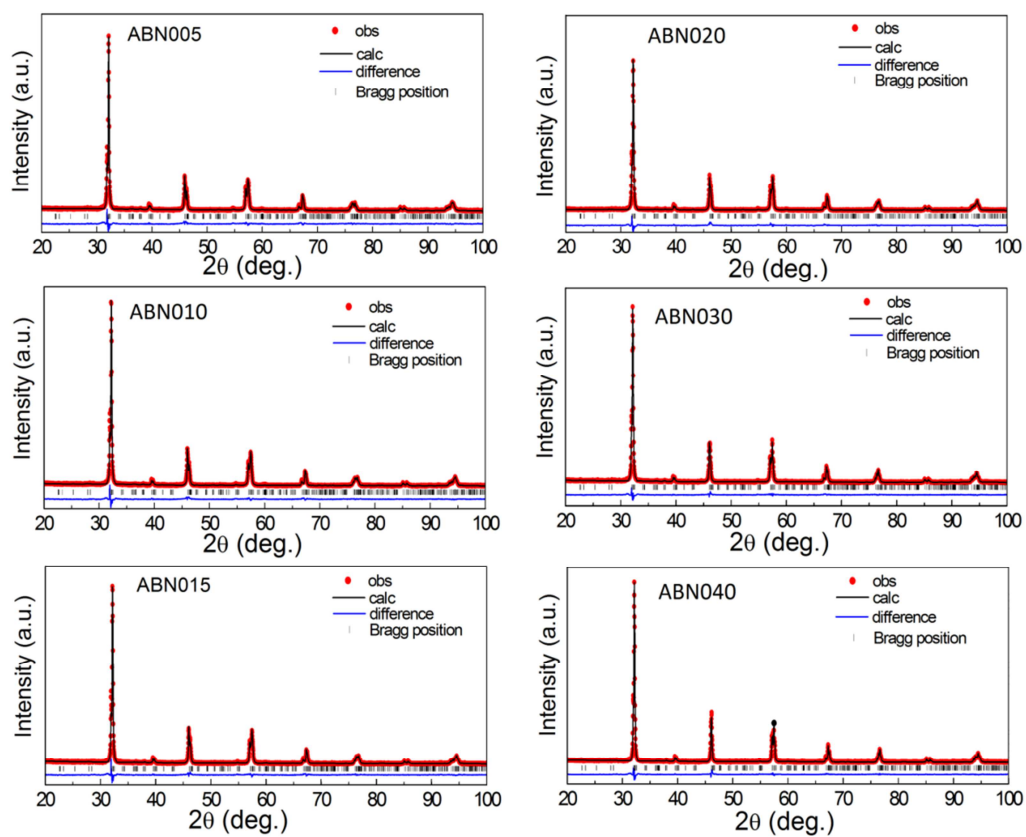 ABN005
obs
calc
difference
Bragg position
Intensity (a.u.)
20 30 40 50 60 70 80 90 100
2θ (deg.)
ABN020
obs
calc
difference
Bragg position
Intensity (a.u.)
20 30 40 50 60 70 80 90 100
2θ (deg.)
ABN010
obs
calc
difference
Bragg position
Intensity (a.u.)
20 30 40 50 60 70 80 90 100
2θ (deg.)
ABN030
obs
calc
difference
Bragg position
Intensity (a.u.)
20 30 40 50 60 70 80 90 100
2θ (deg.)
ABN015
obs
calc
difference
Bragg position
Intensity (a.u.)
20 30 40 50 60 70 80 90 100
2θ (deg.)
ABN040
obs
calc
difference
Bragg position
Intensity (a.u.)
20 30 40 50 60 70 80 90 100
2θ (deg.)